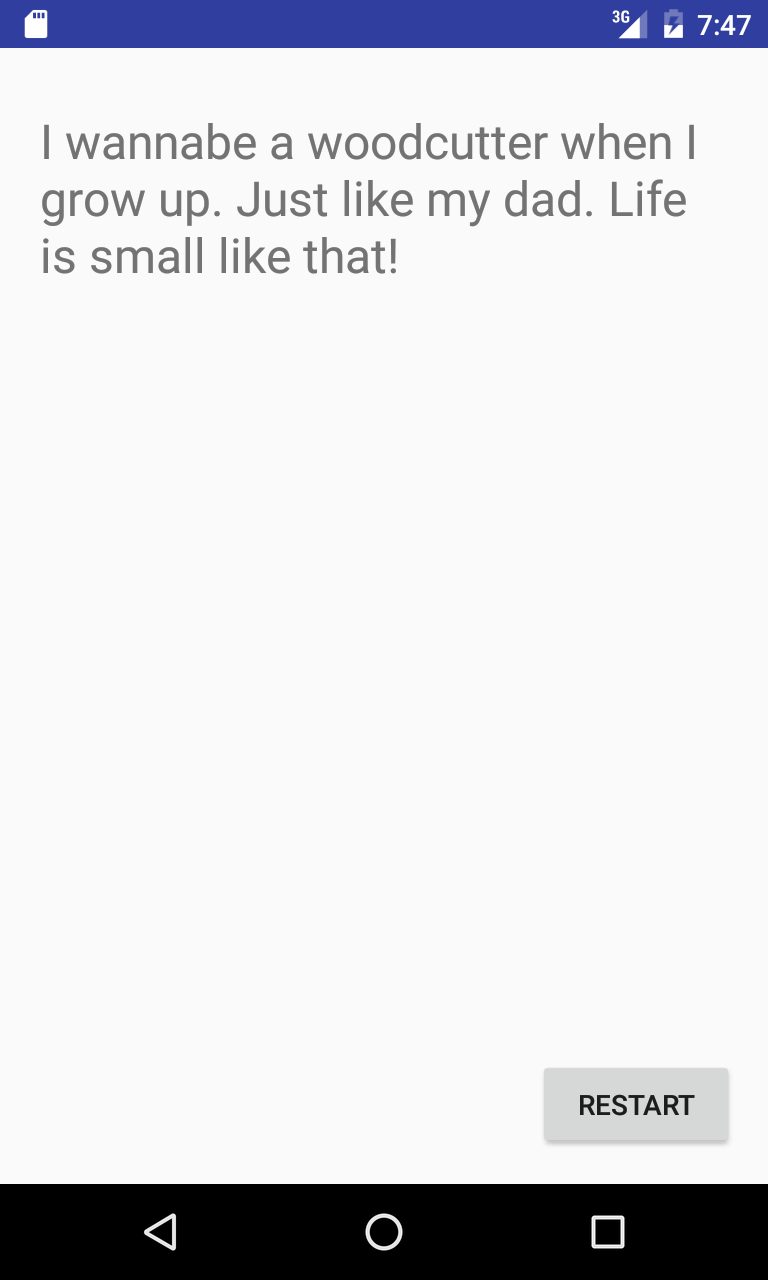 3G 7:47
I wannabe a woodcutter when I
grow up. Just like my dad. Life
is small like that!
RESTART